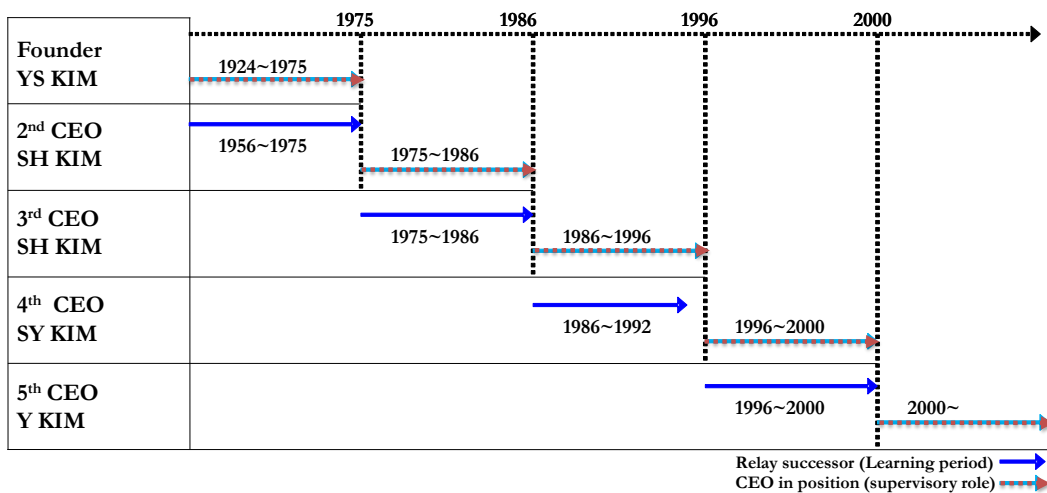 1975 1986 1996 2000
Founder
YS KIM
1924~1975
2nd CEO
SH KIM
1956~1975
1975~1986
3rd CEO
SH KIM
1975~1986
1986~1996
4th CEO
SY KIM
1986~1992
1996~2000
5th CEO
Y KIM
1996~2000
2000~
Relay successor (Learning period)
CEO in position (supervisory role)